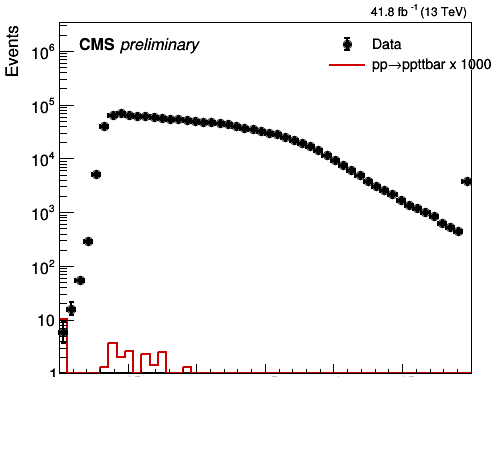 41.8 fb⁻¹ (13 TeV)
Events
CMS preliminary
Data
pp→ppttbar x 1000
10⁶
10⁵
10⁴
10³
10²
10
1